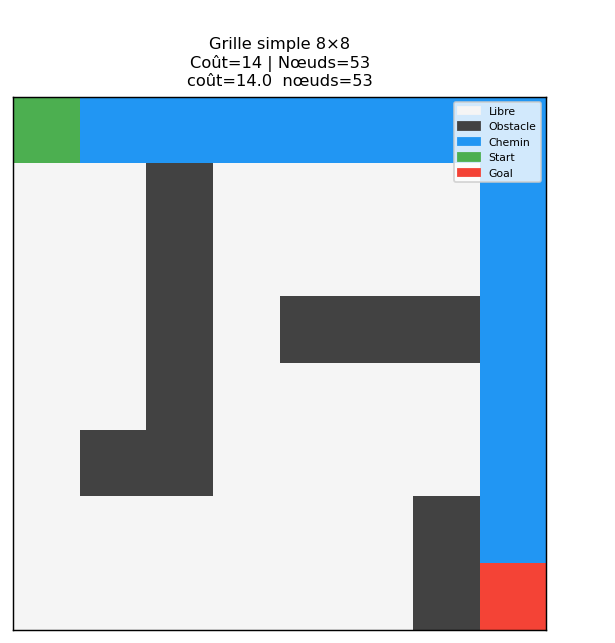 Grille simple 8×8
Coût=14 | Nœuds=53
coût=14.0  nœuds=53
Libre
Obstacle
Chemin
Start
Goal